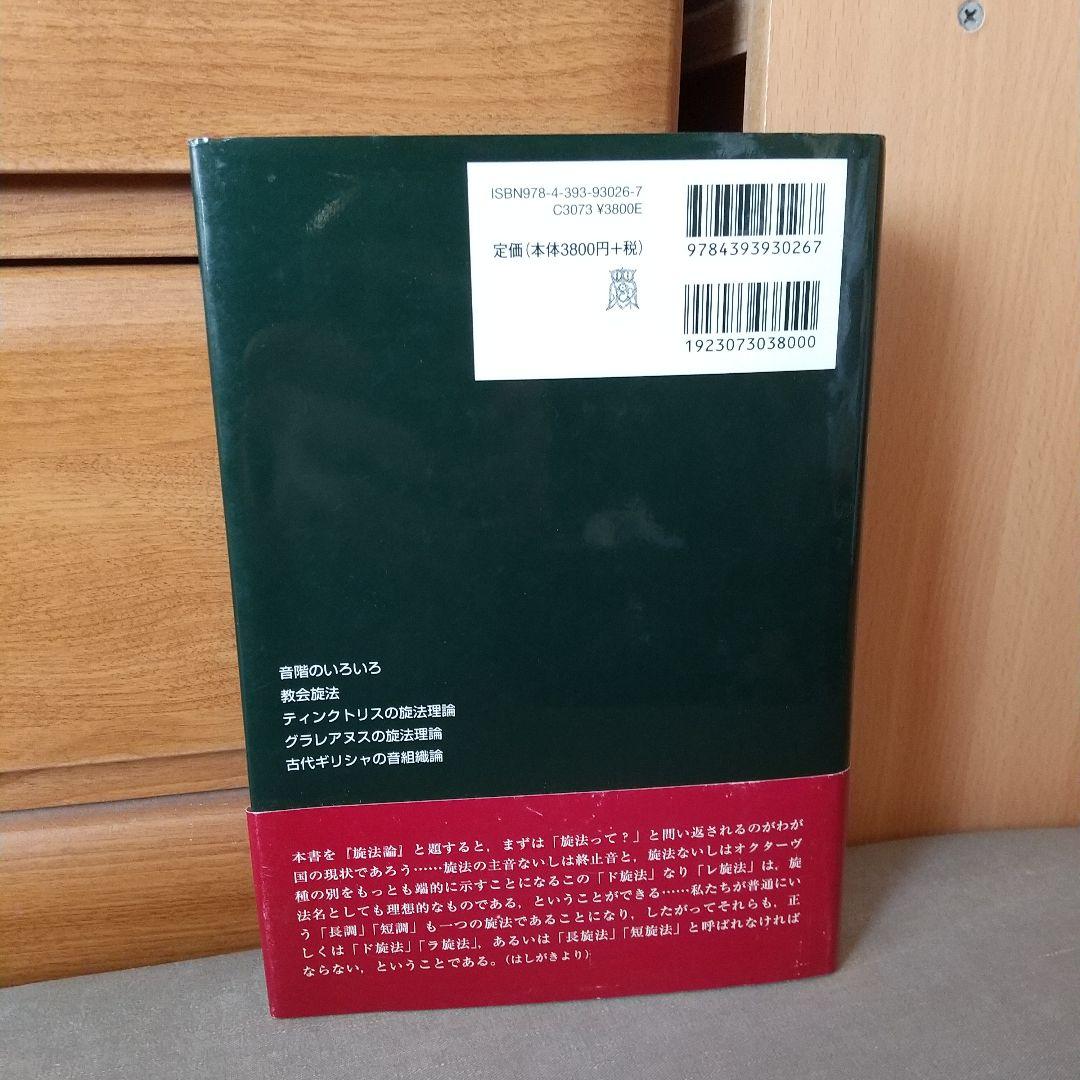 ISBN978-4-393-93026-7
C3073 ¥3800E
定価(本体3800円+税)
9784393930267
1923073038000
音階のいろいろ
教会旋法
ティンクトリスの旋法理論
グラレアヌスの旋法理論
古代ギリシャの音組織論
本書を『旋法論』と題すると，まずは「旋法って？」と問い返されるのがわが
国の現状であろう……旋法の主音ないしは終止音と，旋法ないしはオクターヴ
種の別をもっとも端的に示すことになるこの「ド旋法」なり「レ旋法」は，旋
法名としても理想的なものである，ということができる……私たちが普通にい
う「長調」「短調」も一つの旋法であることになり，したがってそれらも，正
しくは「ド旋法」「ラ旋法」，あるいは「長旋法」「短旋法」と呼ばれなければ
ならない，ということである。（はしがきより）